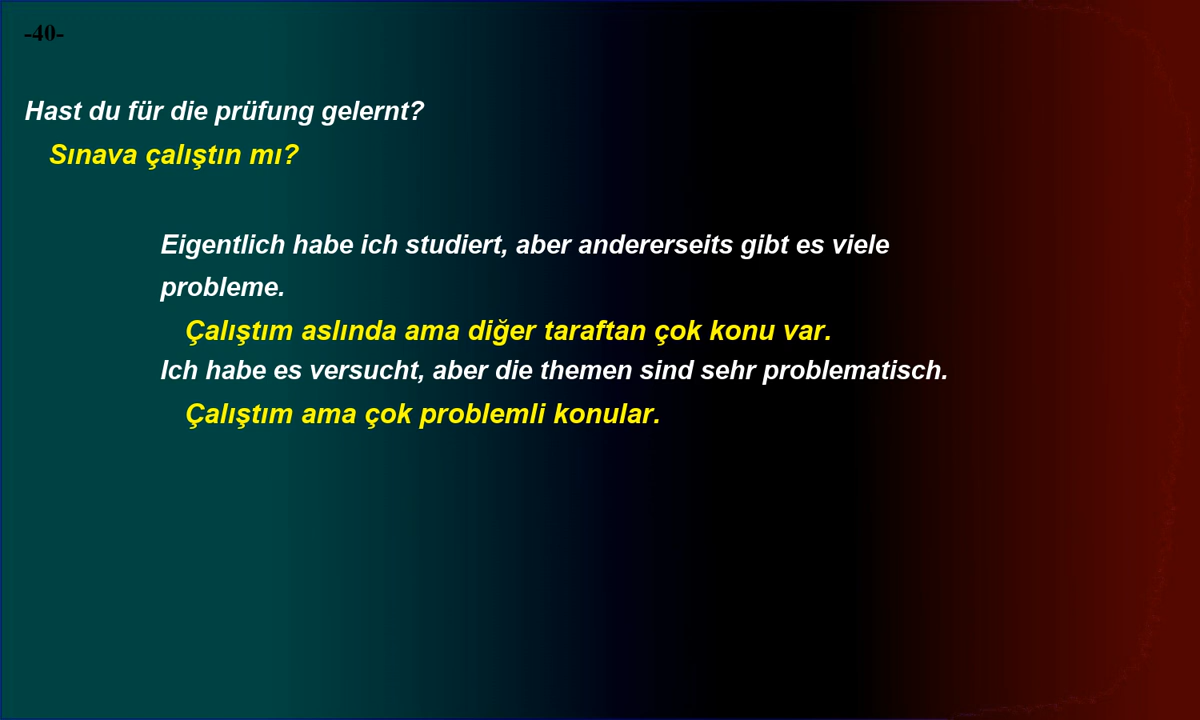 -40-
Hast du für die prüfung gelernt?
Sınava çalıştın mı?
Eigentlich habe ich studiert, aber andererseits gibt es viele
probleme.
Çalıştım aslında ama diğer taraftan çok konu var.
Ich habe es versucht, aber die themen sind sehr problematisch.
Çalıştım ama çok problemli konular.